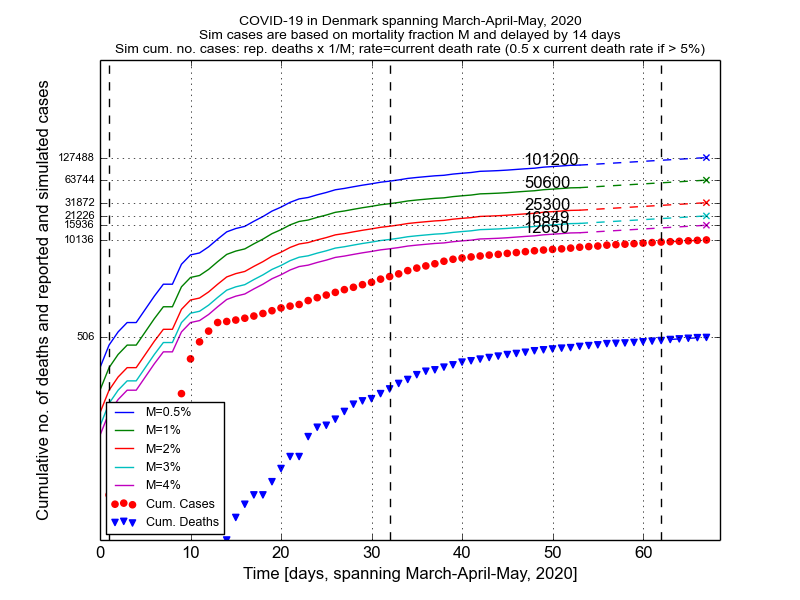 COVID-19 in Denmark spanning March-April-May, 2020
Sim cases are based on mortality fraction M and delayed by 14 days
Sim cum. no. cases: rep. deaths x 1/M; rate=current death rate (0.5 x current death rate if > 5%)
Cumulative no. of deaths and reported and simulated cases
127488
63744
31872
21226
15936
10136
506
101200
50600
25300
16849
12650
M=0.5%
M=1%
M=2%
M=3%
M=4%
Cum. Cases
Cum. Deaths
0 10 20 30 40 50 60
Time [days, spanning March-April-May, 2020]